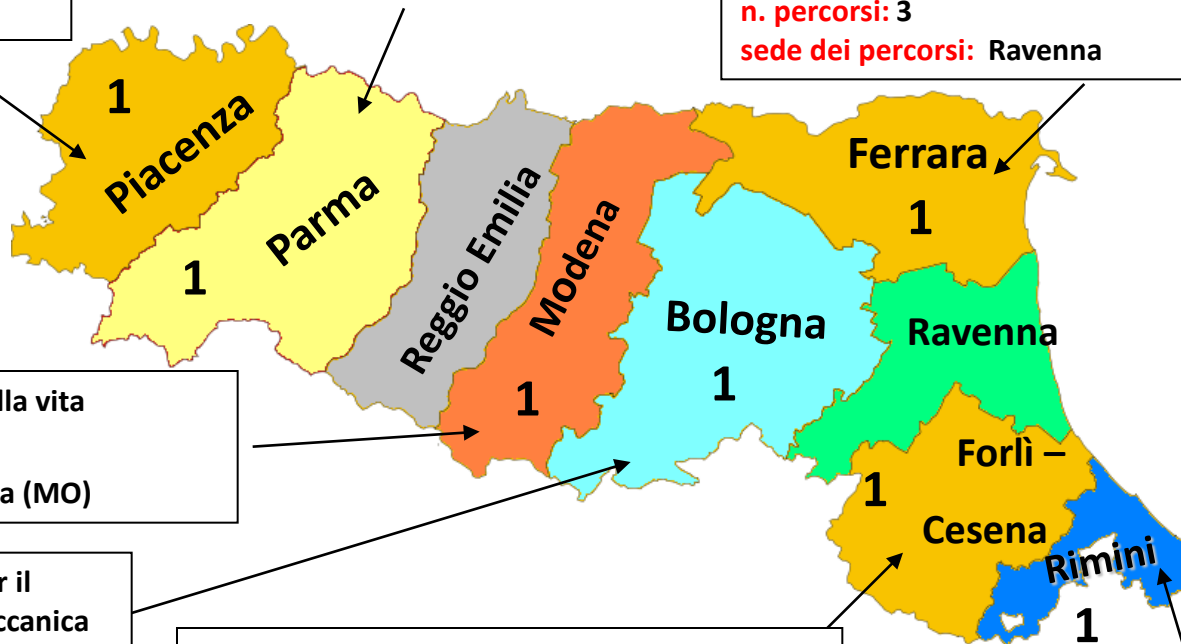 n. percorsi: 3
sede dei percorsi: Ravenna
1
Piacenza
Parma
1
Reggio Emilia
Modena
1
Bologna
1
Ferrara
1
Ravenna
Forlì –
Cesena
1
Rimini
1
lla vita
a (MO)
r il
ccanica